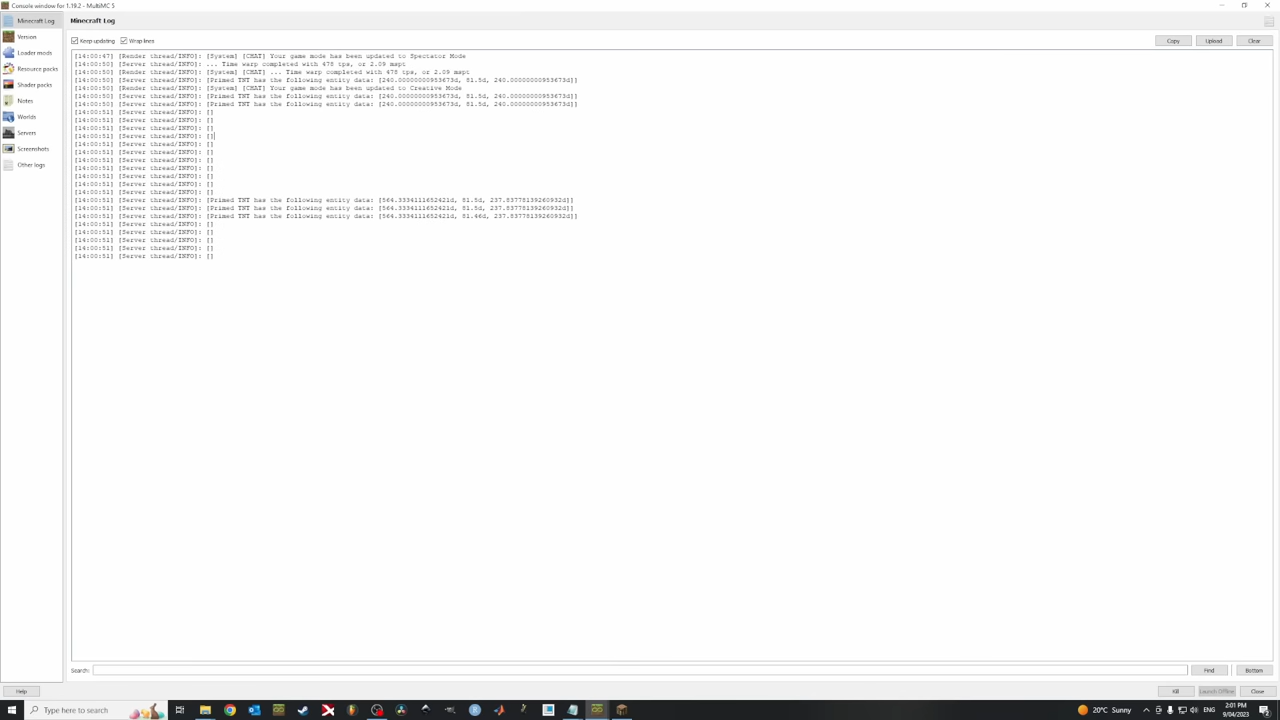 Console window for 1.19.2 - MultiMC 5
Minecraft Log
Version
Loader mods
Resource packs
Shader packs
Notes
Worlds
Servers
Screenshots
Other logs
Minecraft Log
Keep updating Wrap lines Copy Upload Clear
[14:00:47] [Render thread/INFO]: [System] [CHAT] Your game mode has been updated to Spectator Mode
[14:00:50] [Server thread/INFO]: ... Time warp completed with 478 tps, or 2.09 mspt
[14:00:50] [Render thread/INFO]: [System] [CHAT] ... Time warp completed with 478 tps, or 2.09 mspt
[14:00:50] [Server thread/INFO]: [Primed TNT has the following entity data: [240.00000000953673d, 81.5d, 240.00000000953673d]]
[14:00:50] [Render thread/INFO]: [System] [CHAT] Your game mode has been updated to Creative Mode
[14:00:50] [Server thread/INFO]: [Primed TNT has the following entity data: [240.00000000953673d, 81.5d, 240.00000000953673d]]
[14:00:50] [Server thread/INFO]: [Primed TNT has the following entity data: [240.00000000953673d, 81.5d, 240.00000000953673d]]
[14:00:51] [Server thread/INFO]: []
[14:00:51] [Server thread/INFO]: []
[14:00:51] [Server thread/INFO]: []
[14:00:51] [Server thread/INFO]: []
[14:00:51] [Server thread/INFO]: []
[14:00:51] [Server thread/INFO]: []
[14:00:51] [Server thread/INFO]: []
[14:00:51] [Server thread/INFO]: []
[14:00:51] [Server thread/INFO]: []
[14:00:51] [Server thread/INFO]: []
[14:00:51] [Server thread/INFO]: []
[14:00:51] [Server thread/INFO]: [Primed TNT has the following entity data: [564.3334111652421d, 81.5d, 237.83778139260932d]]
[14:00:51] [Server thread/INFO]: [Primed TNT has the following entity data: [564.3334111652421d, 81.5d, 237.83778139260932d]]
[14:00:51] [Server thread/INFO]: [Primed TNT has the following entity data: [564.3334111652421d, 81.46d, 237.83778139260932d]]
[14:00:51] [Server thread/INFO]: []
[14:00:51] [Server thread/INFO]: []
[14:00:51] [Server thread/INFO]: []
[14:00:51] [Server thread/INFO]: []
[14:00:51] [Server thread/INFO]: []
Search: Find Bottom
Help Kill Launch Offline Close
Type here to search
20°C Sunny
ENG
2:01 PM
9/04/2023
2